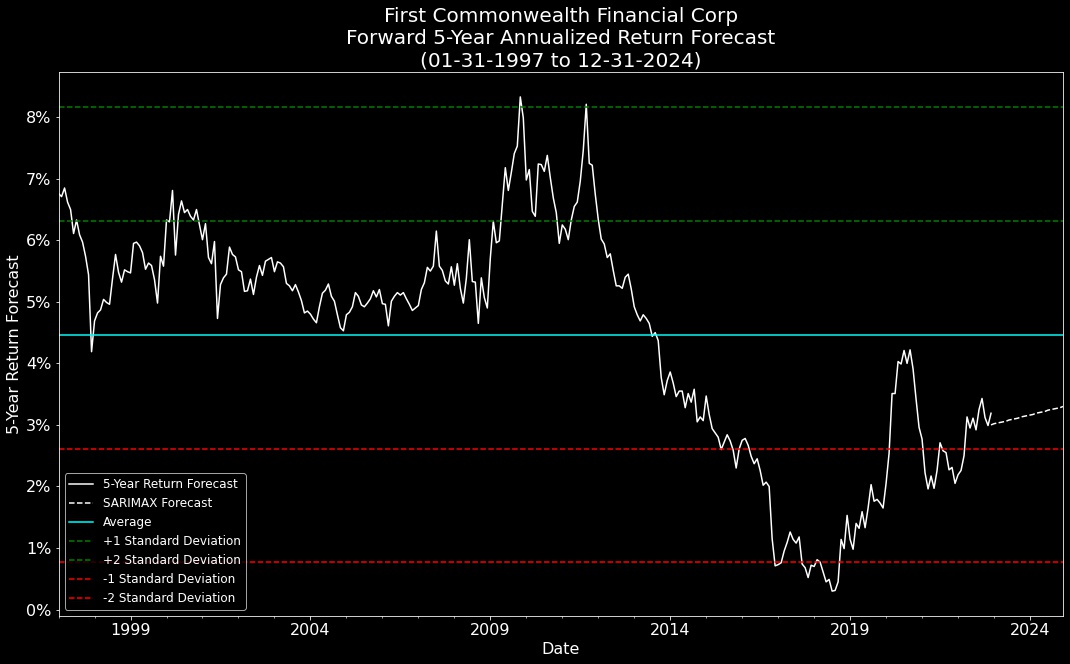 First Commonwealth Financial Corp
Forward 5-Year Annualized Return Forecast
(01-31-1997 to 12-31-2024)
5-Year Return Forecast
8%
7%
6%
5%
4%
3%
2%
1%
0%
5-Year Return Forecast
SARIMAX Forecast
Average
+1 Standard Deviation
+2 Standard Deviation
-1 Standard Deviation
-2 Standard Deviation
1999 2004 2009 2014 2019 2024
Date